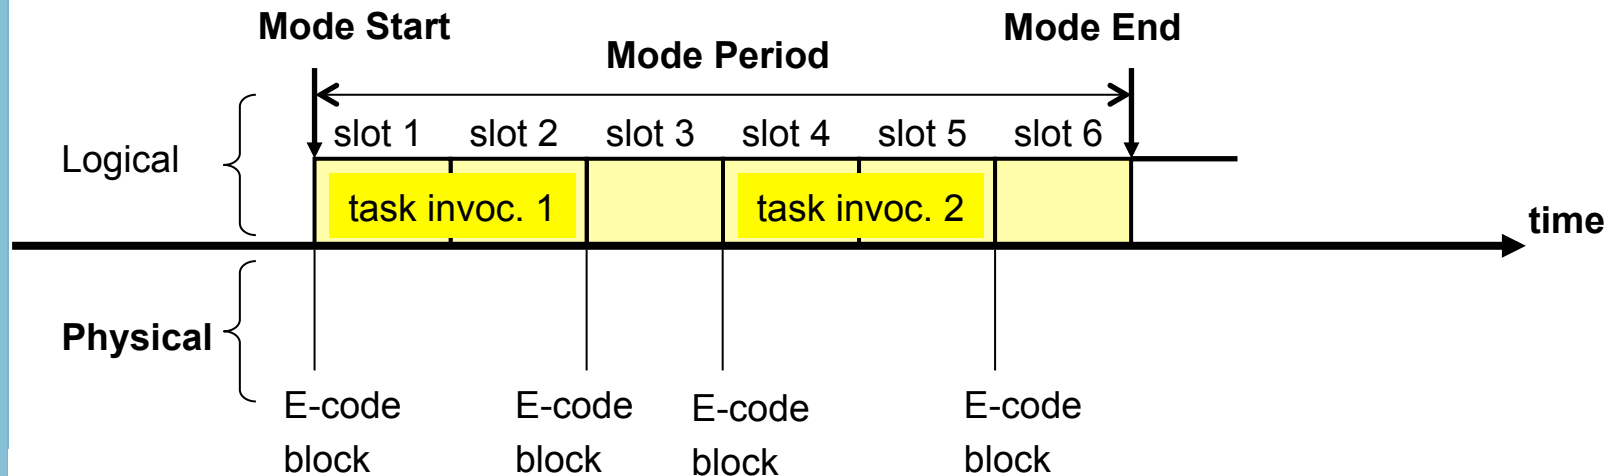 Mode Start
Mode Period
Mode End
slot 1 slot 2 slot 3 slot 4 slot 5 slot 6
Logical
task invoc. 1 task invoc. 2
time
Physical
E-code E-code E-code E-code
block block block block